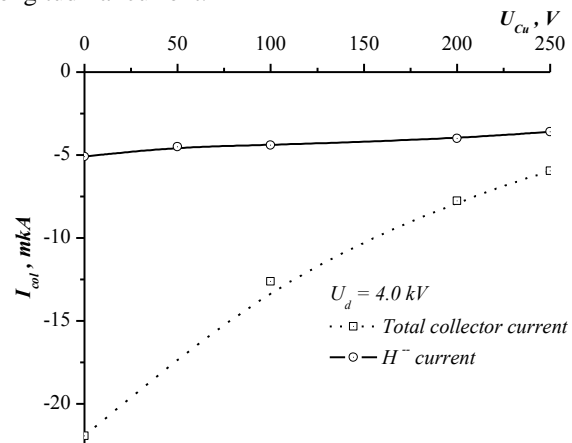 U_Cu, V
0 50 100 150 200 250
0
-5
-10
-15
-20
I_col, mkA
U_d = 4.0 kV
Total collector current
H⁻ current